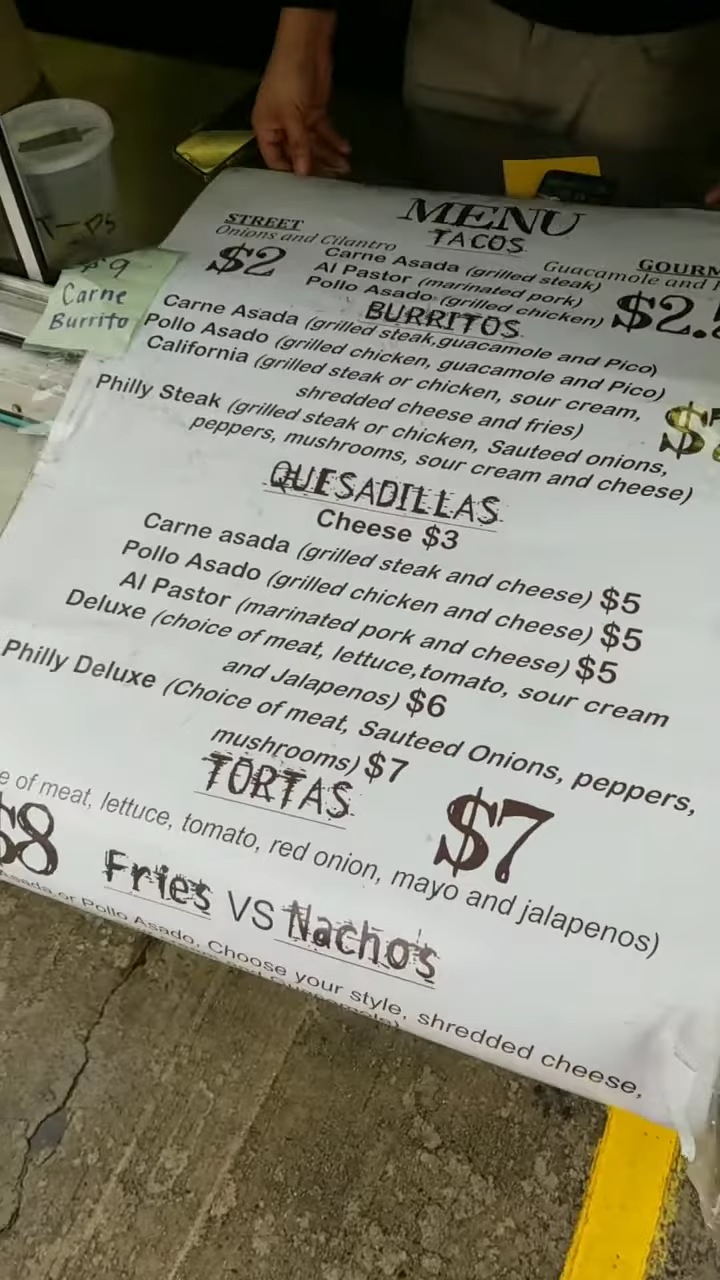 MENU
TACOS
STREET
Onions and Cilantro
$2
Carne Asada (grilled steak)
Al Pastor (marinated pork)
Pollo Asado (grilled chicken)
Guacamole and
$2.
BURRITOS
$9
Carne
Burrito
Carne Asada (grilled steak,guacamole and Pico)
Pollo Asado (grilled chicken, guacamole and Pico)
California (grilled steak or chicken, sour cream,
shredded cheese and fries)
Philly Steak (grilled steak or chicken, Sauteed onions,
peppers, mushrooms, sour cream and cheese)
$
QUESADILLAS
Cheese $3
Carne asada (grilled steak and cheese) $5
Pollo Asado (grilled chicken and cheese) $5
Al Pastor (marinated pork and cheese) $5
Deluxe (choice of meat, lettuce,tomato, sour cream
and Jalapenos) $6
Philly Deluxe (Choice of meat, Sauteed Onions, peppers,
mushrooms) $7
TORTAS
$7
of meat, lettuce, tomato, red onion, mayo and jalapenos)
$8
Fries VS Nachos
Asada or Pollo Asado, Choose your style, shredded cheese,